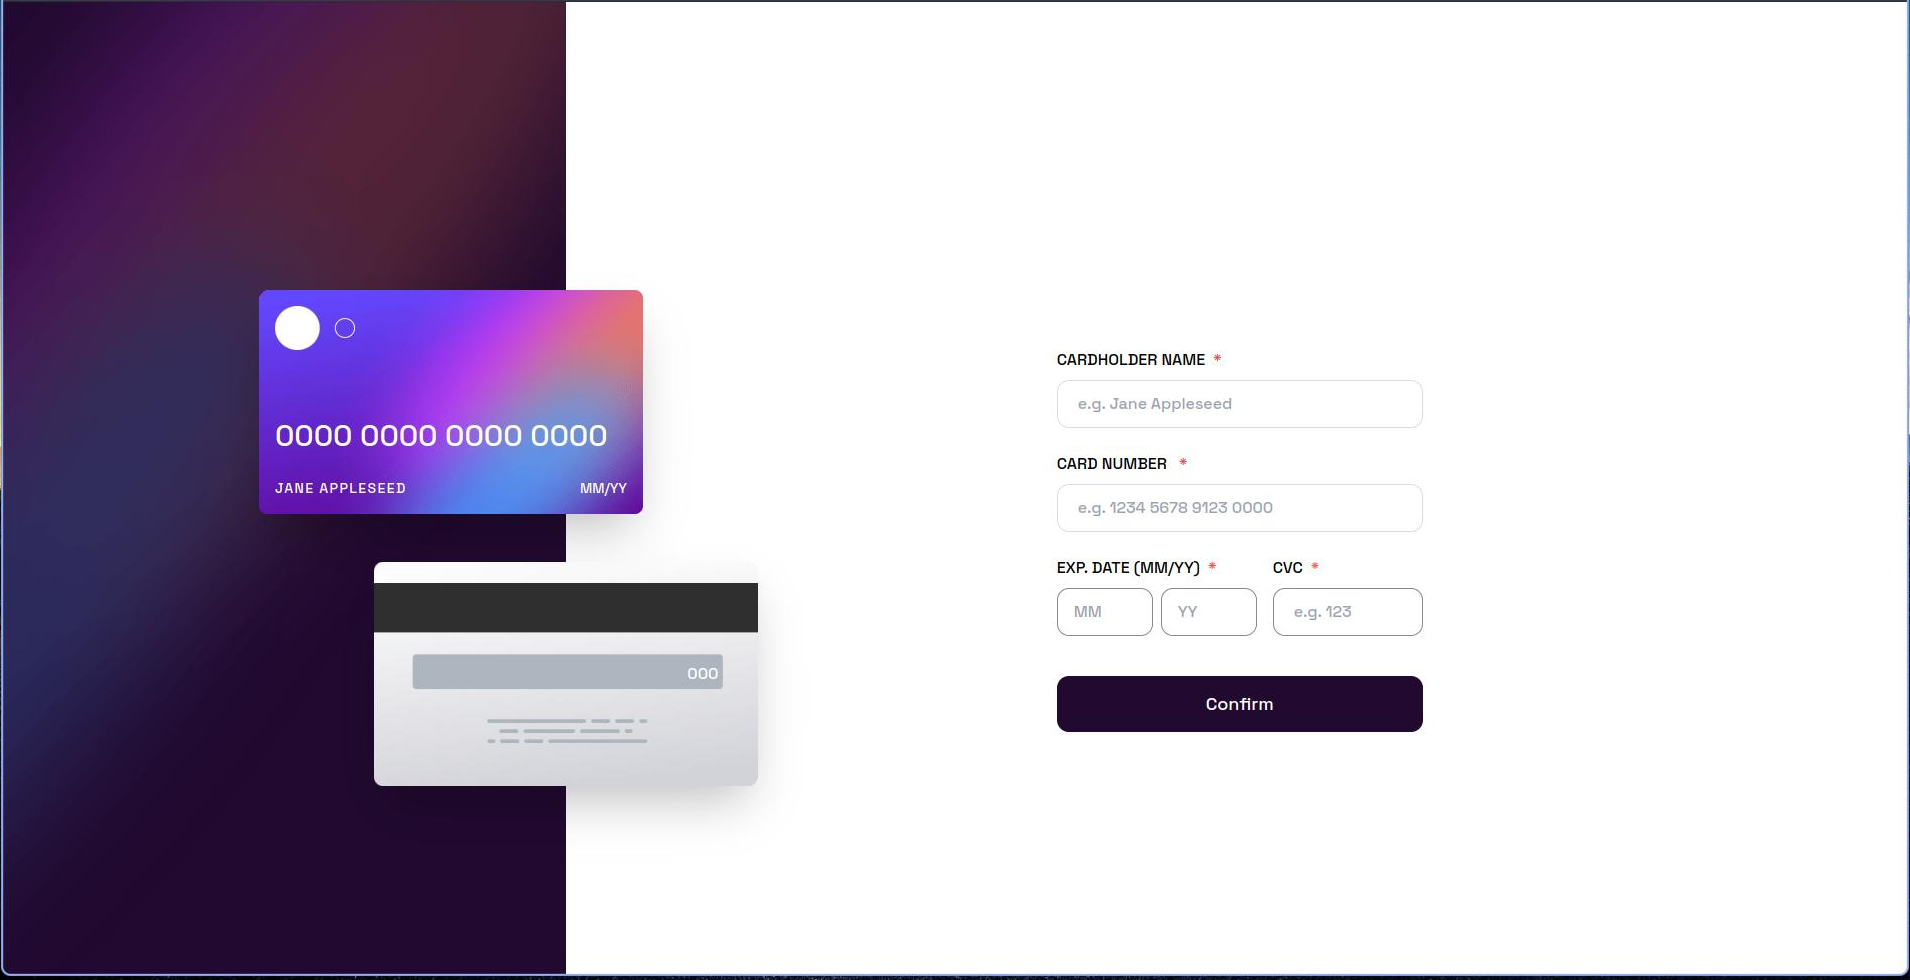 0000 0000 0000 0000
JANE APPLESEED MM/YY
000
CARDHOLDER NAME *
e.g. Jane Appleseed
CARD NUMBER *
e.g. 1234 5678 9123 0000
EXP. DATE (MM/YY) * CVC *
MM YY e.g. 123
Confirm